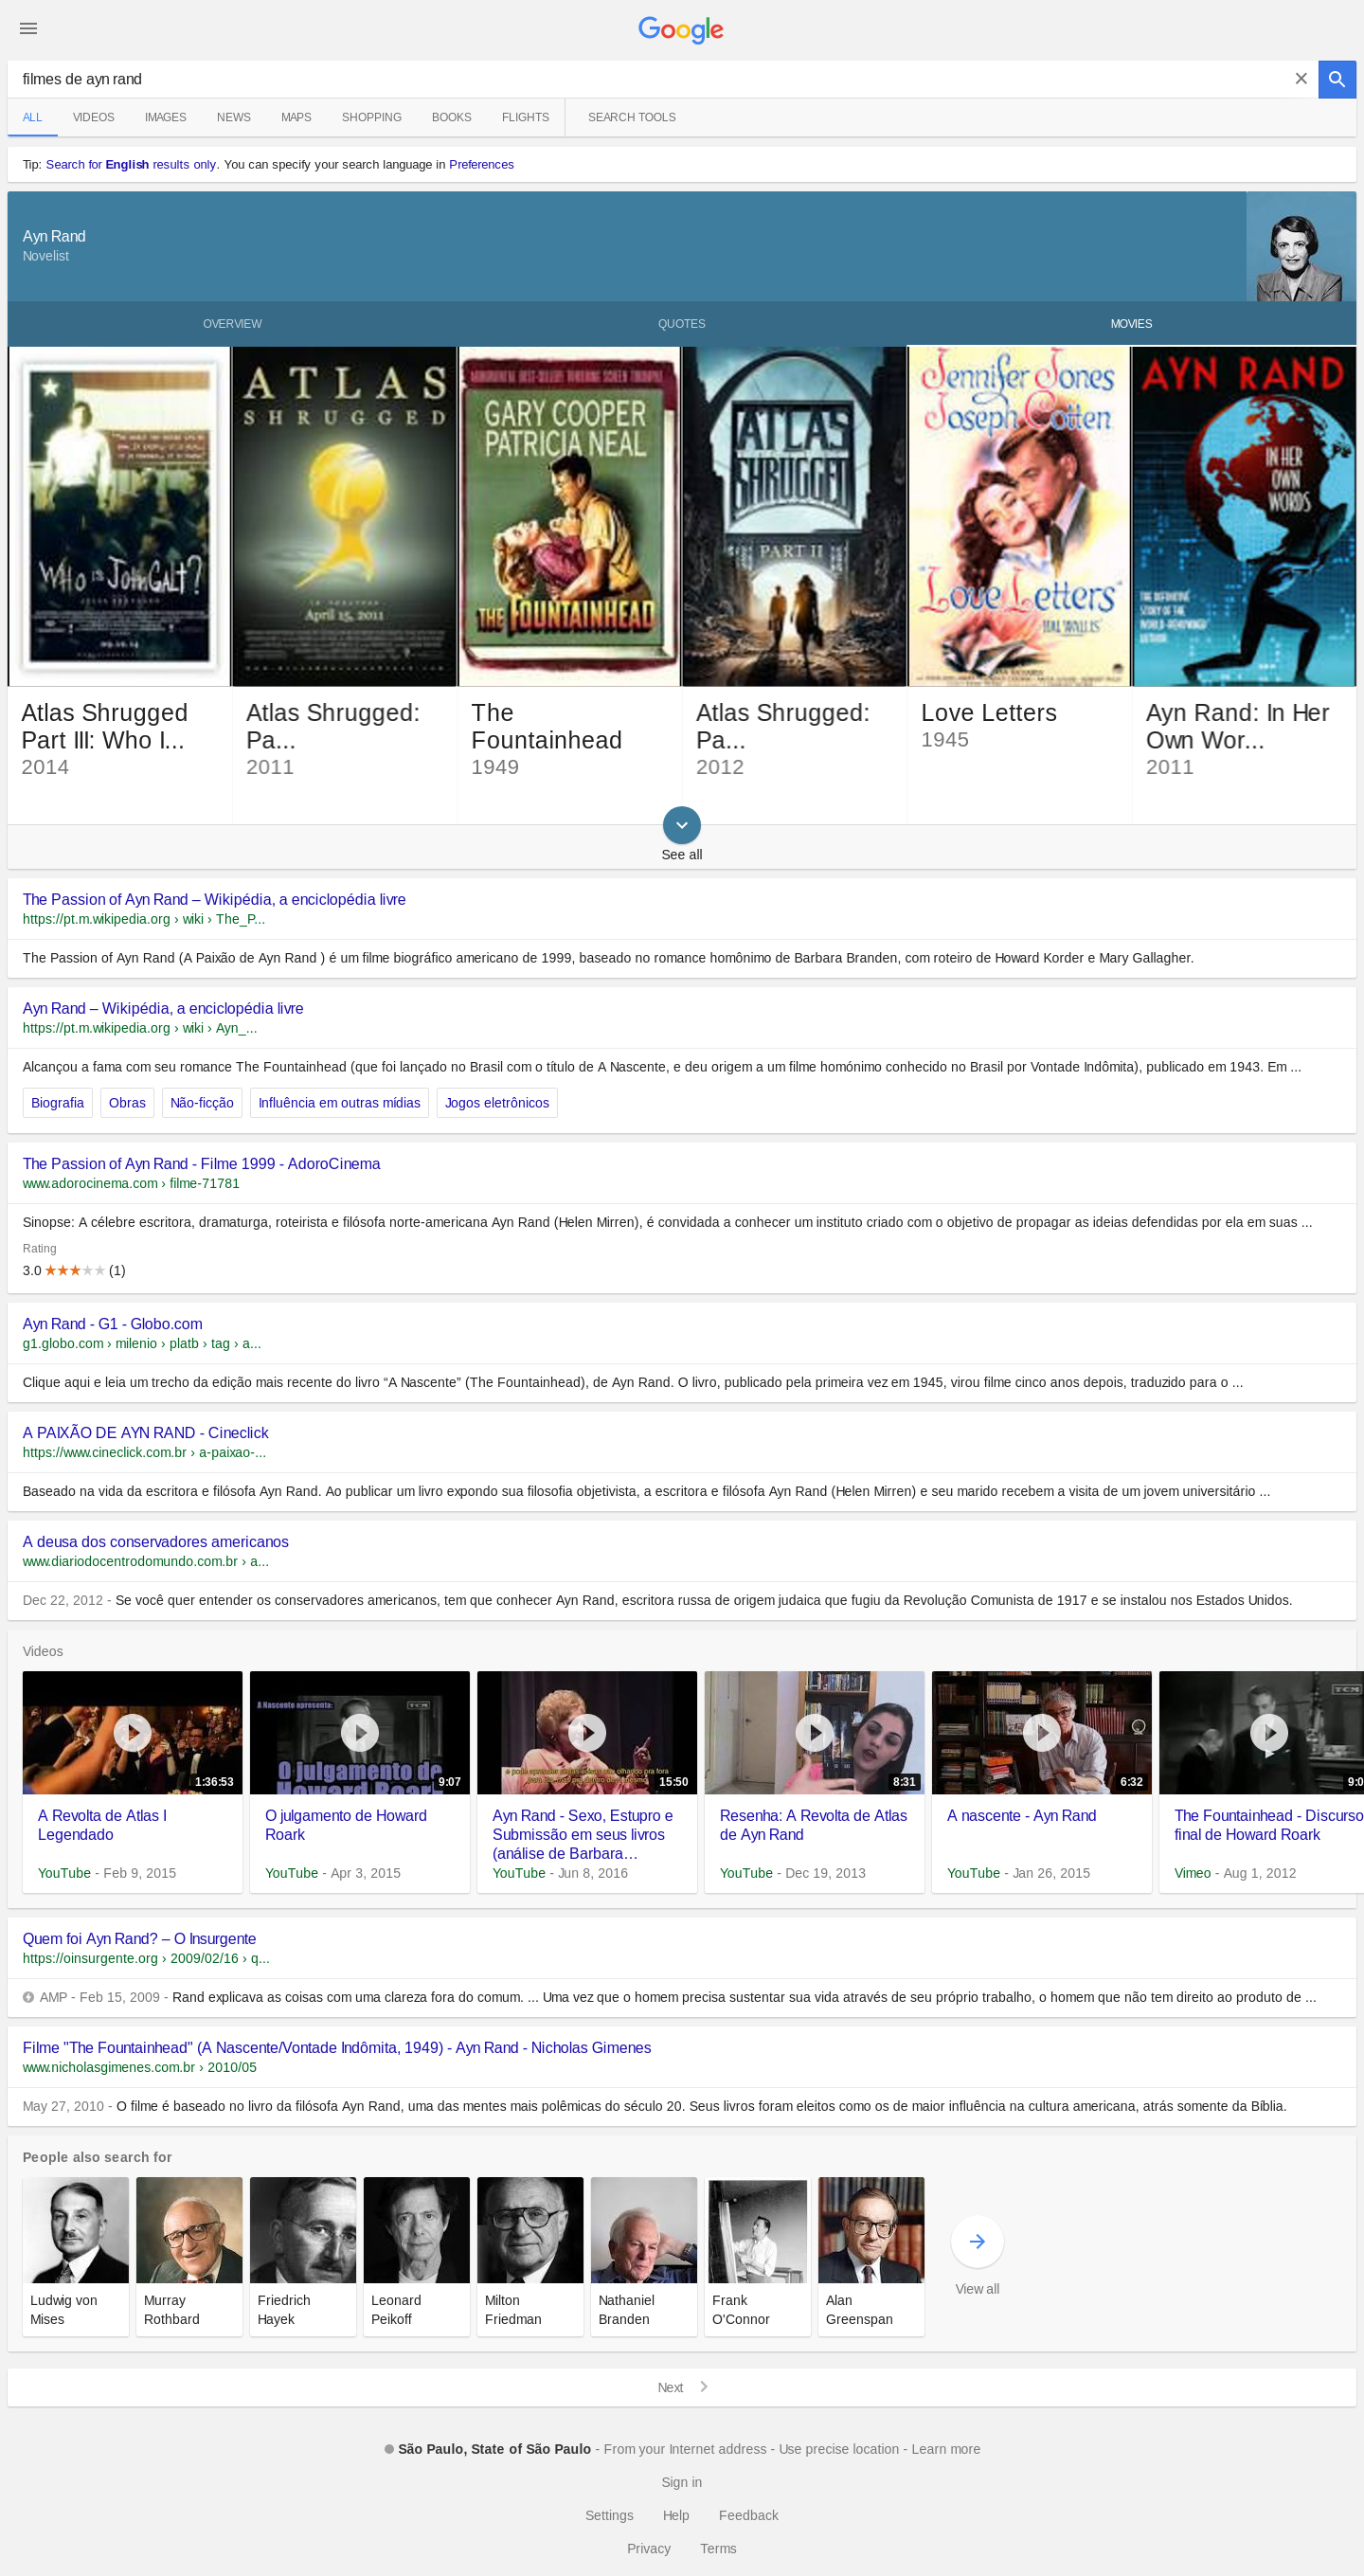 Google
filmes de ayn rand
ALL VIDEOS IMAGES NEWS MAPS SHOPPING BOOKS FLIGHTS SEARCH TOOLS
Tip: Search for English results only. You can specify your search language in Preferences
Ayn Rand
Novelist
OVERVIEW QUOTES MOVIES
WHO IS JOHN GALT?
ATLAS
SHRUGGED
April 15, 2011
GARY COOPER
PATRICIA NEAL
THE FOUNTAINHEAD
ATLAS
SHRUGGED
PART II
Jennifer Jones
Joseph Cotten
Love Letters
HAL WALLIS'
AYN RAND
IN HER
OWN
WORDS
THE DEFINITIVE
STORY OF THE
WORLD-RENOWNED
AUTHOR
Atlas Shrugged
Part III: Who I...
2014
Atlas Shrugged:
Pa...
2011
The
Fountainhead
1949
Atlas Shrugged:
Pa...
2012
Love Letters
1945
Ayn Rand: In Her
Own Wor...
2011
See all
The Passion of Ayn Rand – Wikipédia, a enciclopédia livre
https://pt.m.wikipedia.org › wiki › The_P...
The Passion of Ayn Rand (A Paixão de Ayn Rand ) é um filme biográfico americano de 1999, baseado no romance homônimo de Barbara Branden, com roteiro de Howard Korder e Mary Gallagher.
Ayn Rand – Wikipédia, a enciclopédia livre
https://pt.m.wikipedia.org › wiki › Ayn_...
Alcançou a fama com seu romance The Fountainhead (que foi lançado no Brasil com o título de A Nascente, e deu origem a um filme homónimo conhecido no Brasil por Vontade Indômita), publicado em 1943. Em ...
Biografia Obras Não-ficção Influência em outras mídias Jogos eletrônicos
The Passion of Ayn Rand - Filme 1999 - AdoroCinema
www.adorocinema.com › filme-71781
Sinopse: A célebre escritora, dramaturga, roteirista e filósofa norte-americana Ayn Rand (Helen Mirren), é convidada a conhecer um instituto criado com o objetivo de propagar as ideias defendidas por ela em suas ...
Rating
3.0 ★★★★★ (1)
Ayn Rand - G1 - Globo.com
g1.globo.com › milenio › platb › tag › a...
Clique aqui e leia um trecho da edição mais recente do livro “A Nascente” (The Fountainhead), de Ayn Rand. O livro, publicado pela primeira vez em 1945, virou filme cinco anos depois, traduzido para o ...
A PAIXÃO DE AYN RAND - Cineclick
https://www.cineclick.com.br › a-paixao-...
Baseado na vida da escritora e filósofa Ayn Rand. Ao publicar um livro expondo sua filosofia objetivista, a escritora e filósofa Ayn Rand (Helen Mirren) e seu marido recebem a visita de um jovem universitário ...
A deusa dos conservadores americanos
www.diariodocentrodomundo.com.br › a...
Dec 22, 2012 - Se você quer entender os conservadores americanos, tem que conhecer Ayn Rand, escritora russa de origem judaica que fugiu da Revolução Comunista de 1917 e se instalou nos Estados Unidos.
Videos
1:36:53
A Revolta de Atlas I
Legendado
YouTube - Feb 9, 2015
A Nascente apresenta:
TCM
O julgamento de
Howard Roark
9:07
O julgamento de Howard
Roark
YouTube - Apr 3, 2015
15:50
Ayn Rand - Sexo, Estupro e
Submissão em seus livros
(análise de Barbara…
YouTube - Jun 8, 2016
8:31
Resenha: A Revolta de Atlas
de Ayn Rand
YouTube - Dec 19, 2013
6:32
A nascente - Ayn Rand
YouTube - Jan 26, 2015
TCM
9:0
The Fountainhead - Discurso
final de Howard Roark
Vimeo - Aug 1, 2012
Quem foi Ayn Rand? – O Insurgente
https://oinsurgente.org › 2009/02/16 › q...
AMP - Feb 15, 2009 - Rand explicava as coisas com uma clareza fora do comum. ... Uma vez que o homem precisa sustentar sua vida através de seu próprio trabalho, o homem que não tem direito ao produto de ...
Filme "The Fountainhead" (A Nascente/Vontade Indômita, 1949) - Ayn Rand - Nicholas Gimenes
www.nicholasgimenes.com.br › 2010/05
May 27, 2010 - O filme é baseado no livro da filósofa Ayn Rand, uma das mentes mais polêmicas do século 20. Seus livros foram eleitos como os de maior influência na cultura americana, atrás somente da Bíblia.
People also search for
Ludwig von
Mises
Murray
Rothbard
Friedrich
Hayek
Leonard
Peikoff
Milton
Friedman
Nathaniel
Branden
Frank
O'Connor
Alan
Greenspan
View all
Next
São Paulo, State of São Paulo - From your Internet address - Use precise location - Learn more
Sign in
Settings Help Feedback
Privacy Terms